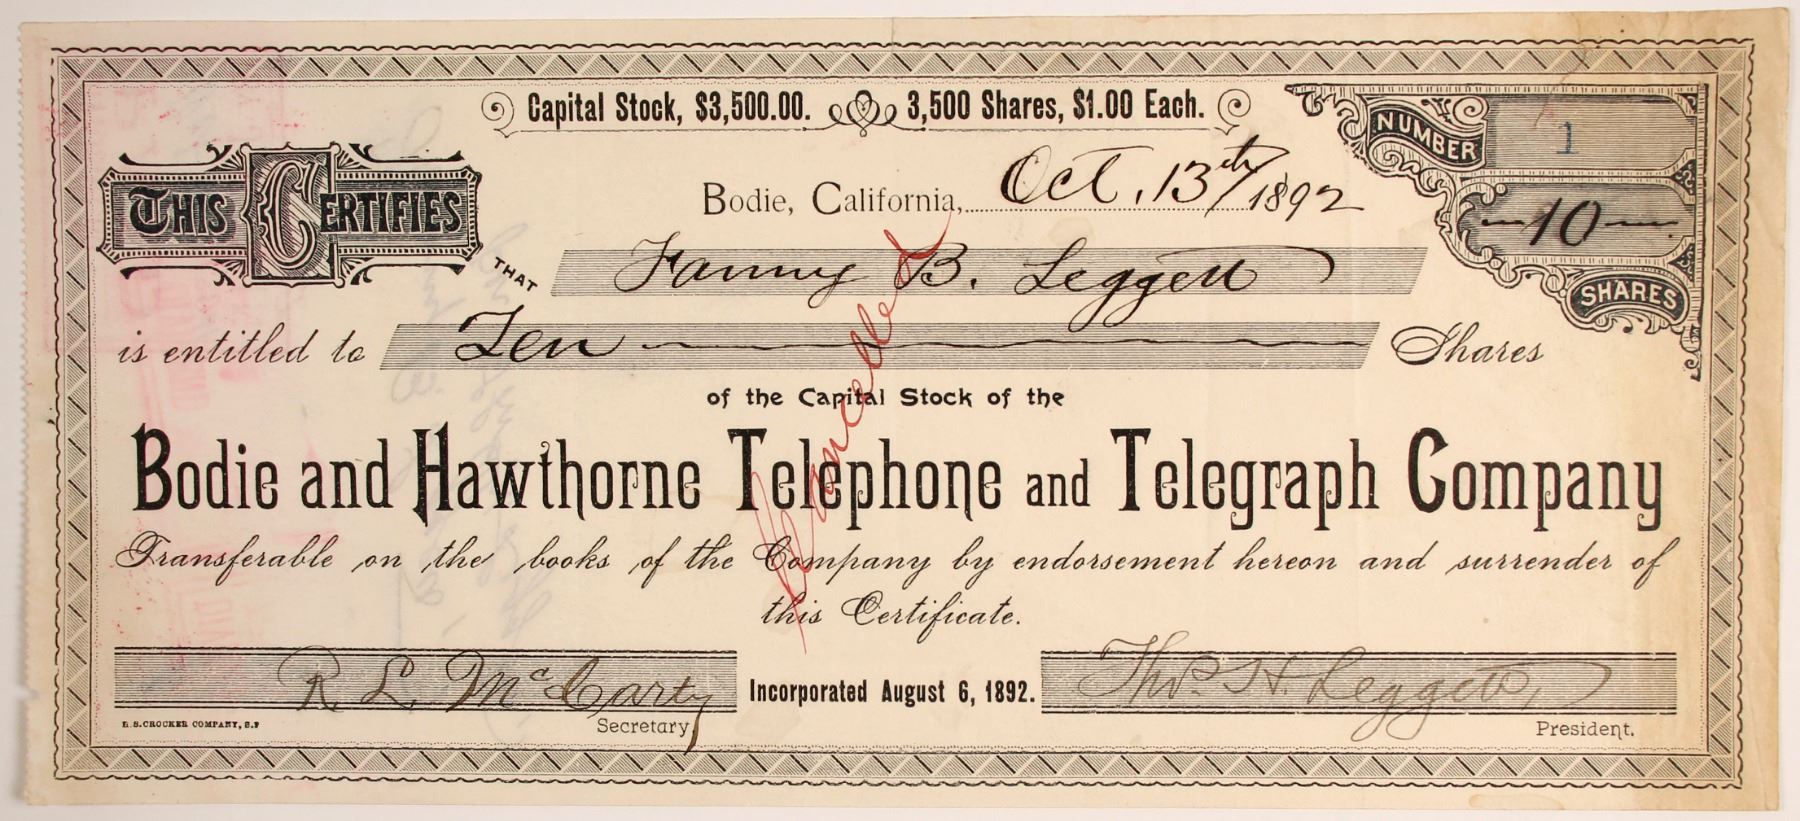 Capital Stock, $3,500.00. 3,500 Shares, $1.00 Each.
NUMBER 1
Bodie, California, Oct. 13th/1892
10
SHARES
THIS CERTIFIES
THAT Fanny B. Leggett
is entitled to Ten Shares
of the Capital Stock of the
Bodie and Hawthorne Telephone and Telegraph Company
Transferable on the books of the Company by endorsement hereon and surrender of
this Certificate.
Cancelled
R. L. McCarty Incorporated August 6, 1892. Thos. H. Leggett,
H.S.CROCKER COMPANY, S.F Secretary President.